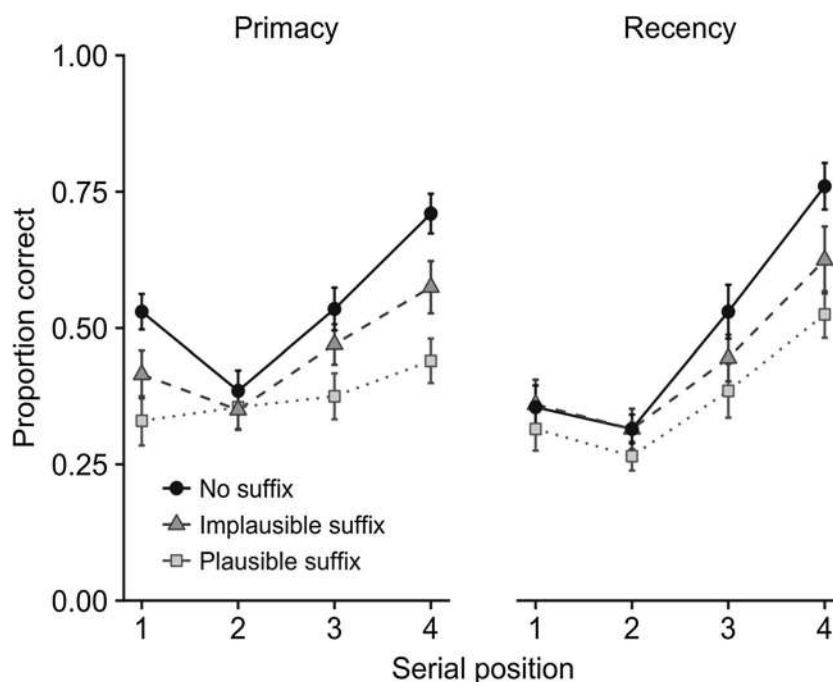 Primacy
Recency
Proportion correct
1.00
0.75
0.50
0.25
0.00
No suffix
Implausible suffix
Plausible suffix
1 2 3 4
1 2 3 4
Serial position